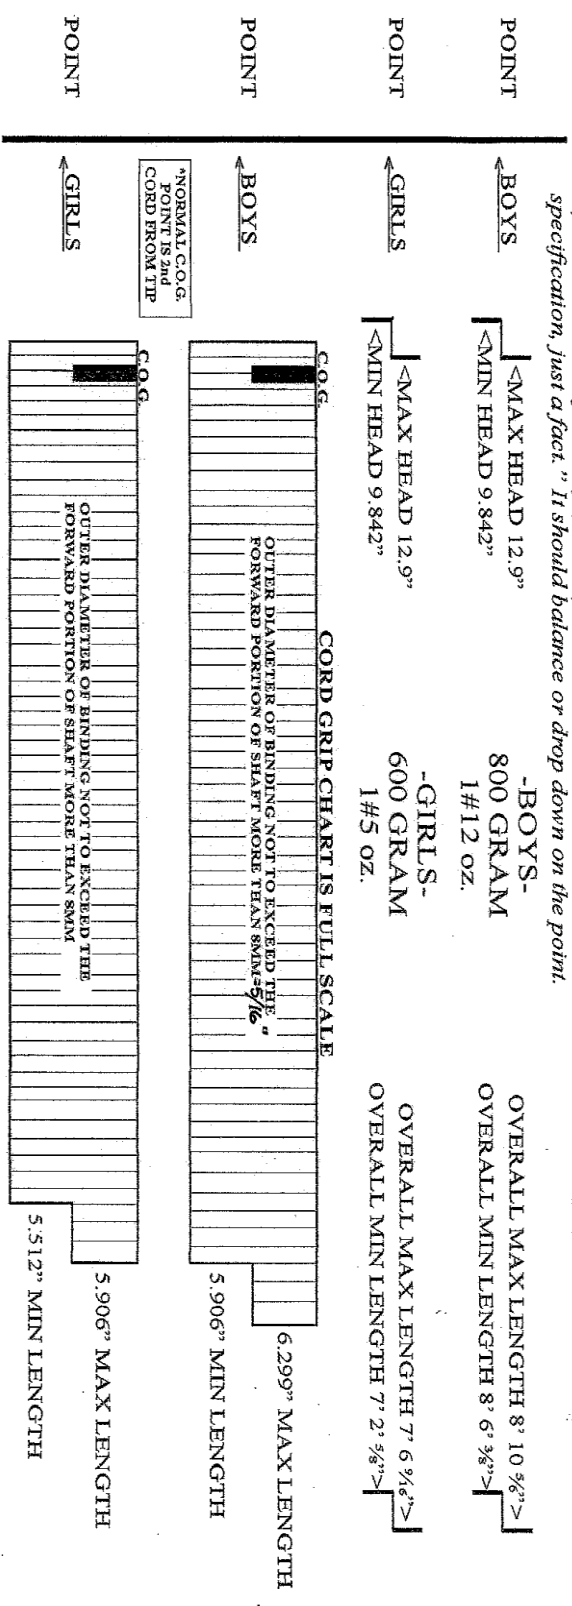 specification, just a fact." It should balance or drop down on the point.
POINT
BOYS
<MAX HEAD 12.9"
<MIN HEAD 9.842"
-BOYS-
800 GRAM
1#12 oz.
OVERALL MAX LENGTH 8' 10 5/6">
OVERALL MIN LENGTH 8' 6' 3/8">
POINT
GIRLS
<MAX HEAD 12.9"
<MIN HEAD 9.842"
-GIRLS-
600 GRAM
1#5 oz.
OVERALL MAX LENGTH 7' 6 9/16">
OVERALL MIN LENGTH 7' 2' 5/8">
CORD GRIP CHART IS FULL SCALE
POINT
BOYS
C.O.G.
OUTER DIAMETER OF BINDING NOT TO EXCEED THE
FORWARD PORTION OF SHAFT MORE THAN 8MM=5/16"
6.299" MAX LENGTH
5.906" MIN LENGTH
*NORMAL C.O.G.
POINT IS 2nd
CORD FROM TIP
POINT
GIRLS
C.O.G.
OUTER DIAMETER OF BINDING NOT TO EXCEED THE
FORWARD PORTION OF SHAFT MORE THAN 8MM
5.906" MAX LENGTH
5.512" MIN LENGTH